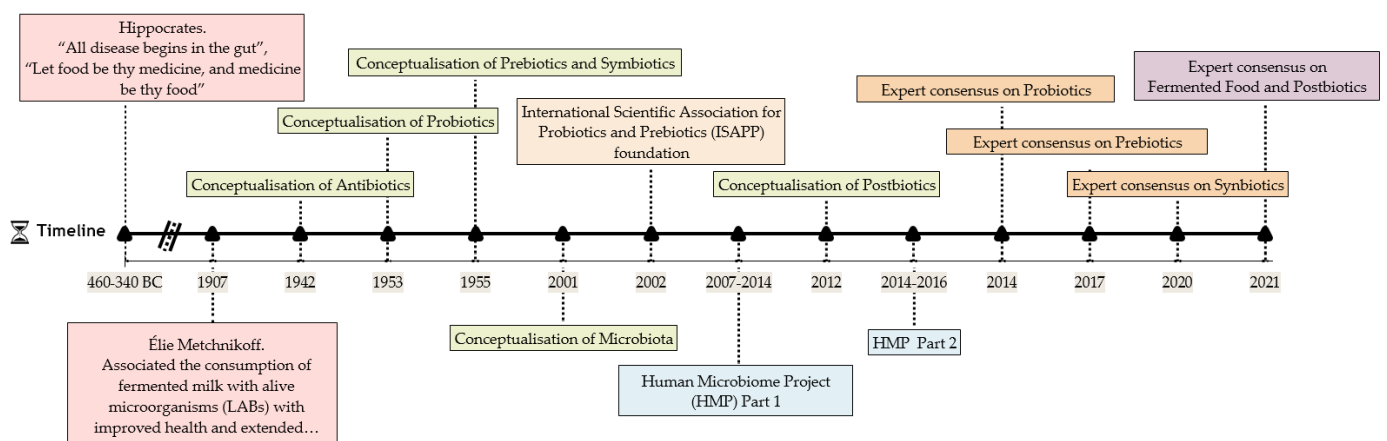 Hippocrates.
“All disease begins in the gut”,
“Let food be thy medicine, and medicine
be thy food”
Conceptualisation of Prebiotics and Symbiotics
Conceptualisation of Probiotics
Conceptualisation of Antibiotics
International Scientific Association for
Probiotics and Prebiotics (ISAPP)
foundation
Conceptualisation of Postbiotics
Expert consensus on Probiotics
Expert consensus on Prebiotics
Expert consensus on Synbiotics
Expert consensus on
Fermented Food and Postbiotics
Timeline
460-340 BC
1907
1942
1953
1955
2001
2002
2007-2014
2012
2014-2016
2014
2017
2020
2021
Élie Metchnikoff.
Associated the consumption of
fermented milk with alive
microorganisms (LABs) with
improved health and extended…
Conceptualisation of Microbiota
Human Microbiome Project
(HMP) Part 1
HMP Part 2